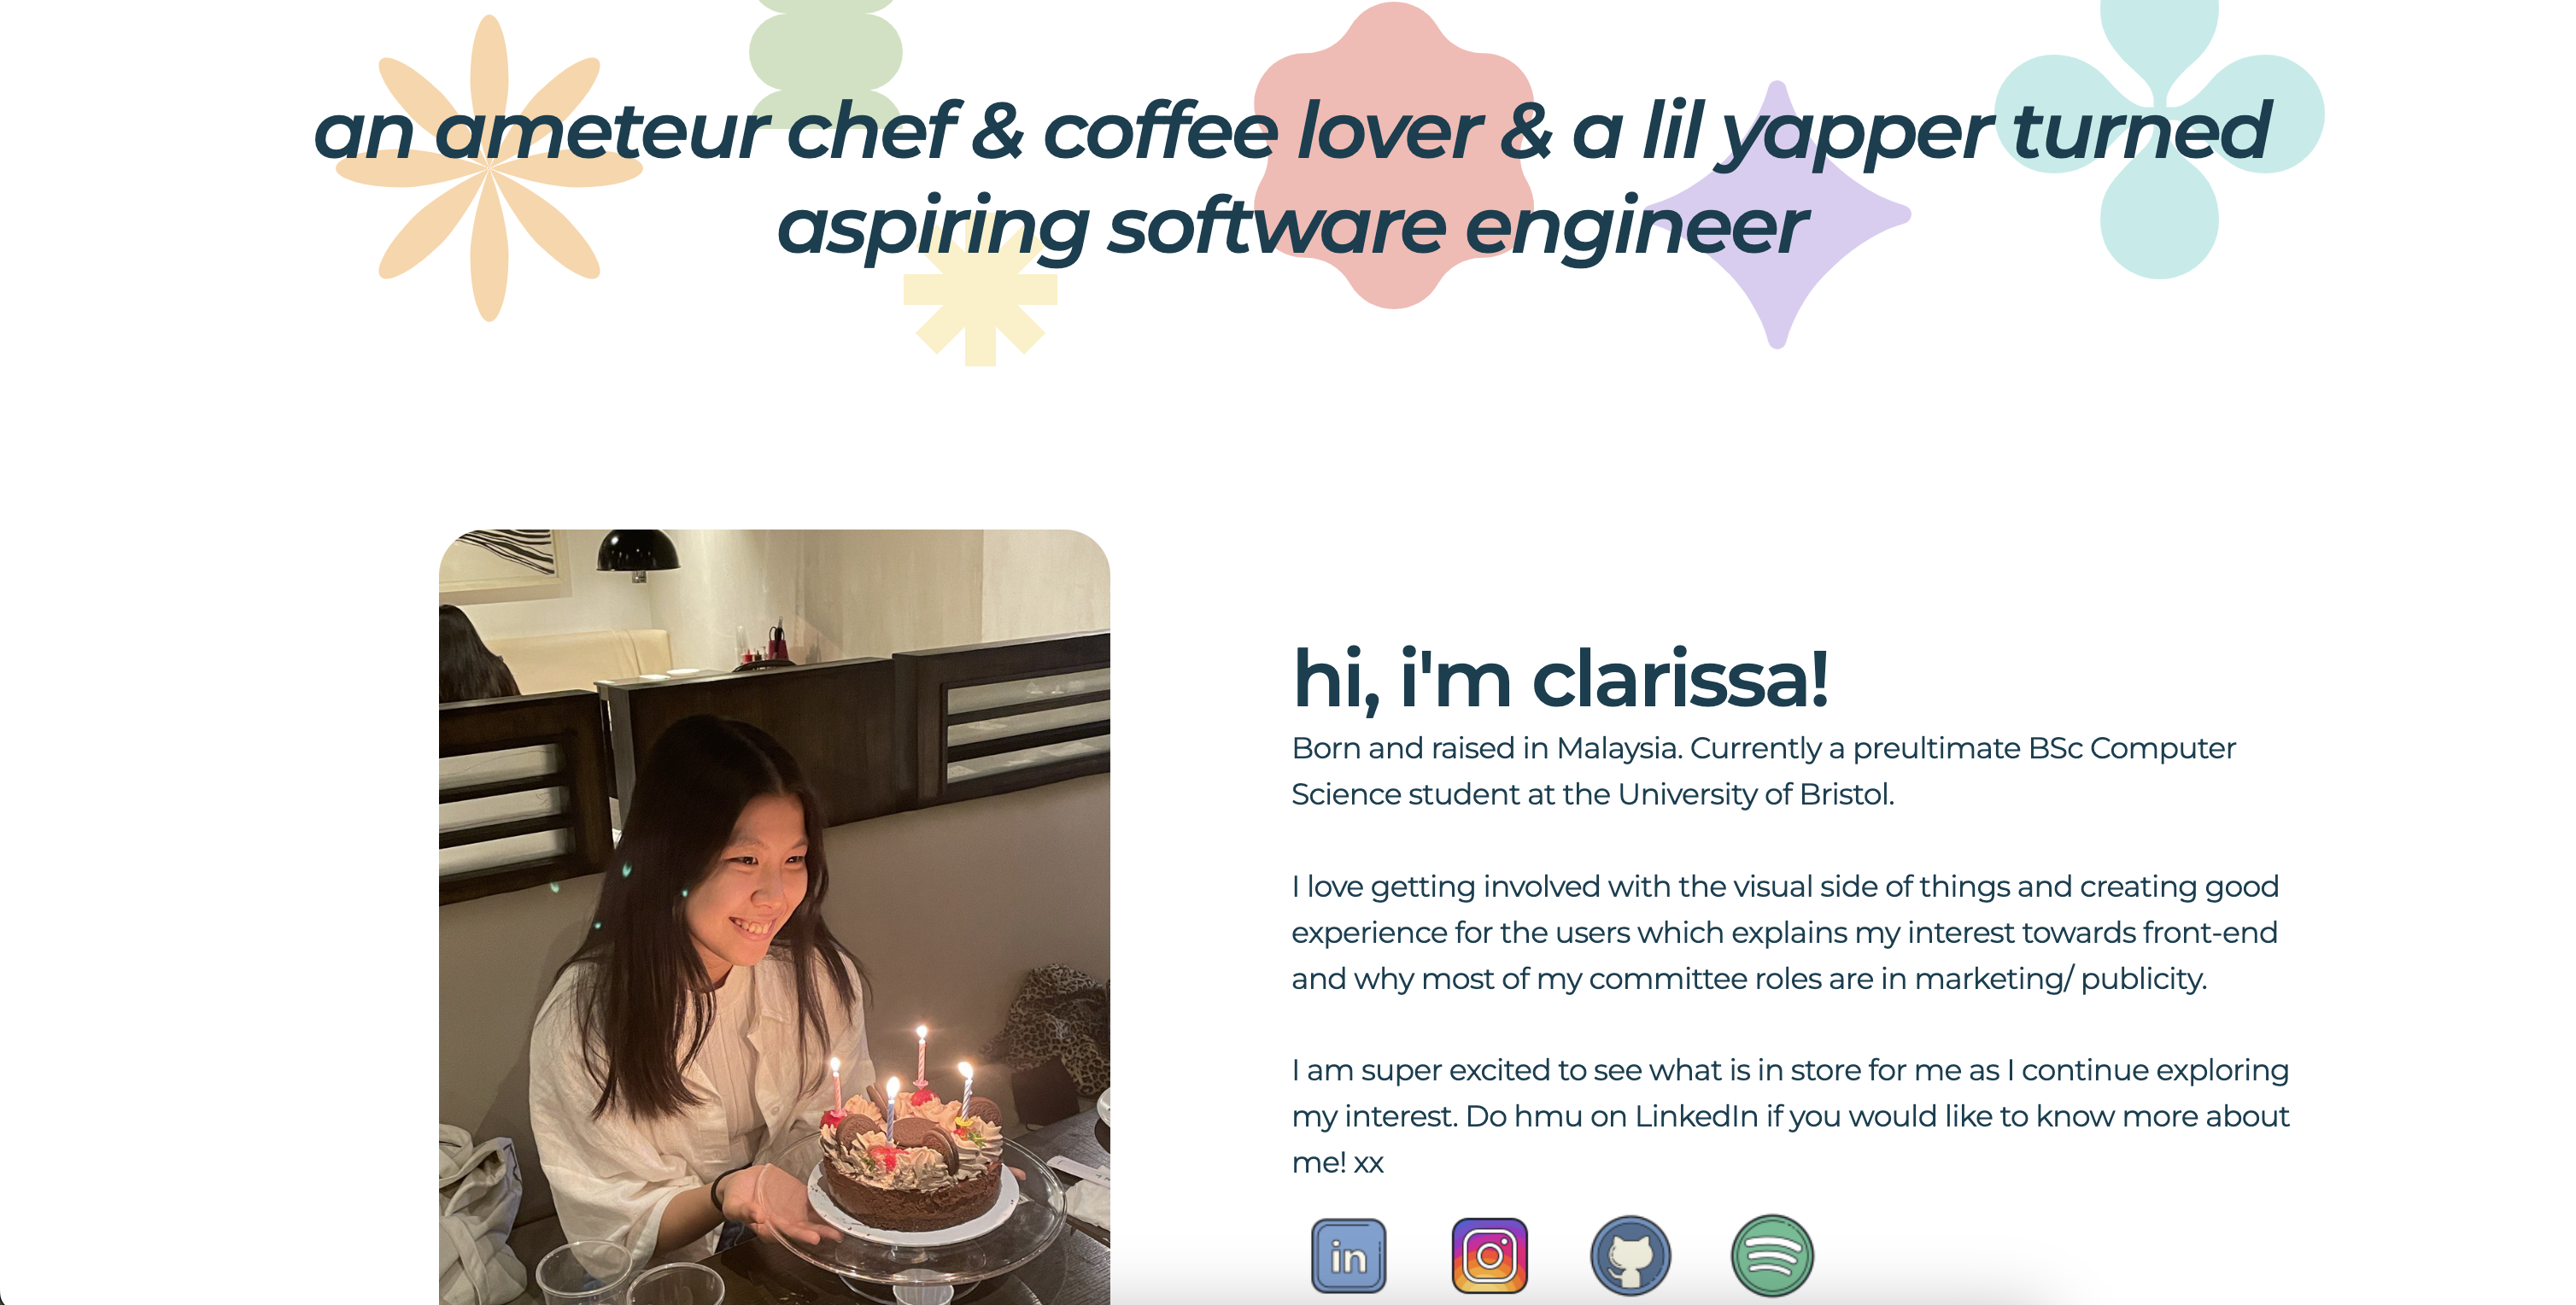 an ameteur chef & coffee lover & a lil yapper turned
aspiring software engineer
hi, i'm clarissa!
Born and raised in Malaysia. Currently a preultimate BSc Computer
Science student at the University of Bristol.
I love getting involved with the visual side of things and creating good
experience for the users which explains my interest towards front-end
and why most of my committee roles are in marketing/ publicity.
I am super excited to see what is in store for me as I continue exploring
my interest. Do hmu on LinkedIn if you would like to know more about
me! xx
in